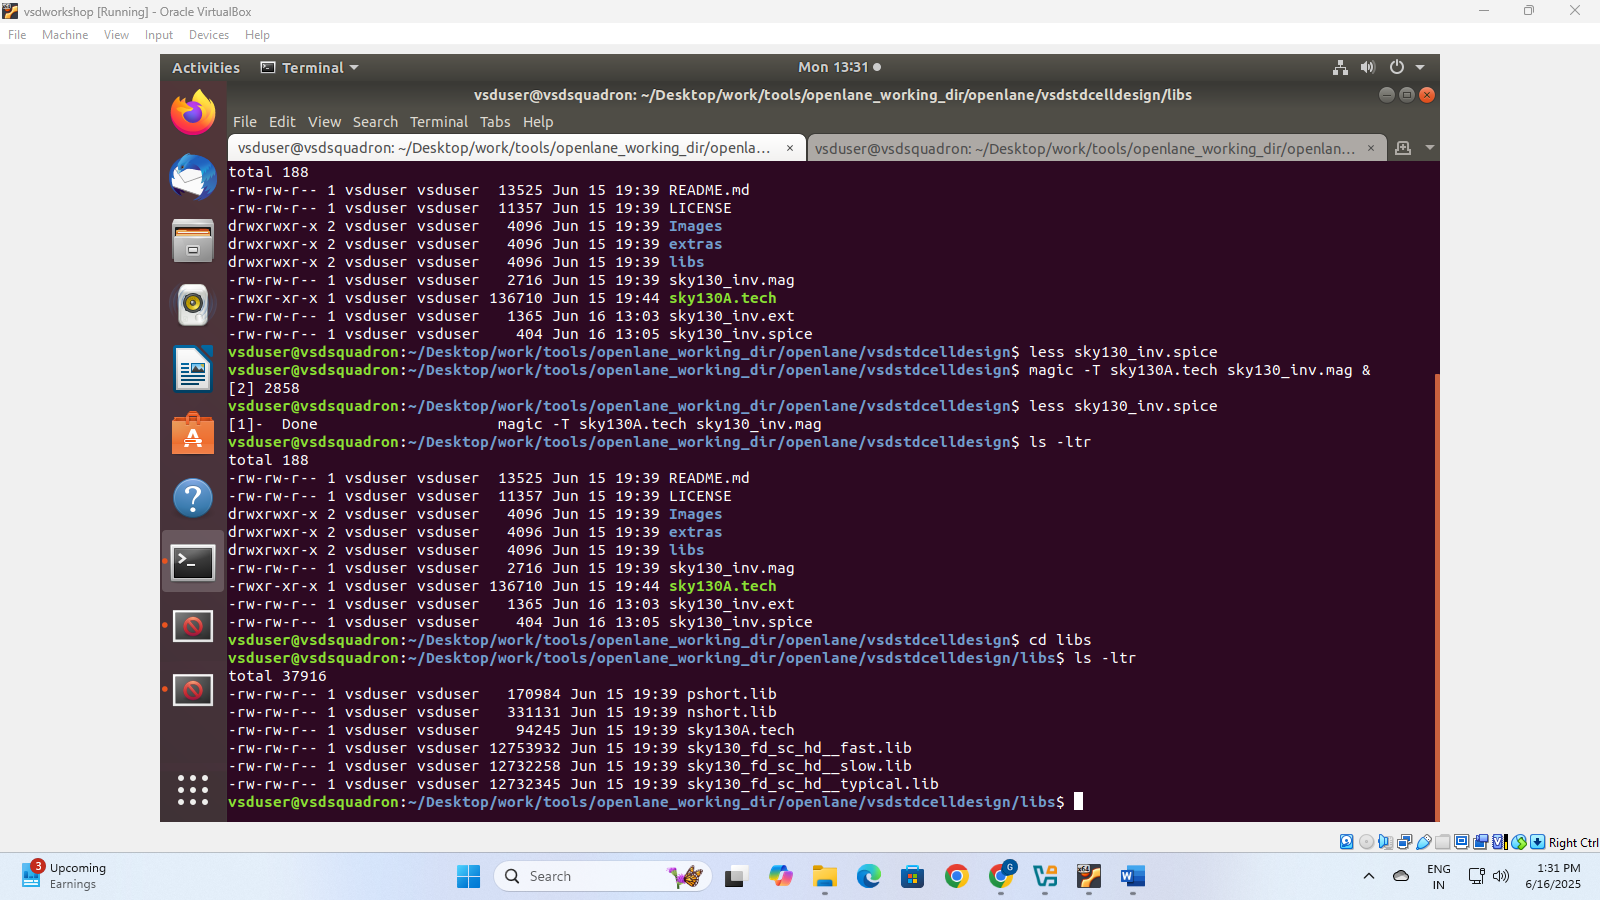 vsdworkshop [Running] - Oracle VirtualBox
File Machine View Input Devices Help
Activities Terminal Mon 13:31
vsduser@vsdsquadron: ~/Desktop/work/tools/openlane_working_dir/openlane/vsdstdcelldesign/libs
File Edit View Search Terminal Tabs Help
vsduser@vsdsquadron: ~/Desktop/work/tools/openlane_working_dir/openla... × vsduser@vsdsquadron: ~/Desktop/work/tools/openlane_working_dir/openlan... ×
total 188
-rw-rw-r-- 1 vsduser vsduser  13525 Jun 15 19:39 README.md
-rw-rw-r-- 1 vsduser vsduser  11357 Jun 15 19:39 LICENSE
drwxrwxr-x 2 vsduser vsduser   4096 Jun 15 19:39 Images
drwxrwxr-x 2 vsduser vsduser   4096 Jun 15 19:39 extras
drwxrwxr-x 2 vsduser vsduser   4096 Jun 15 19:39 libs
-rw-rw-r-- 1 vsduser vsduser   2716 Jun 15 19:39 sky130_inv.mag
-rwxr-xr-x 1 vsduser vsduser 136710 Jun 15 19:44 sky130A.tech
-rw-rw-r-- 1 vsduser vsduser   1365 Jun 16 13:03 sky130_inv.ext
-rw-rw-r-- 1 vsduser vsduser    404 Jun 16 13:05 sky130_inv.spice
vsduser@vsdsquadron:~/Desktop/work/tools/openlane_working_dir/openlane/vsdstdcelldesign$ less sky130_inv.spice
vsduser@vsdsquadron:~/Desktop/work/tools/openlane_working_dir/openlane/vsdstdcelldesign$ magic -T sky130A.tech sky130_inv.mag &
[2] 2858
vsduser@vsdsquadron:~/Desktop/work/tools/openlane_working_dir/openlane/vsdstdcelldesign$ less sky130_inv.spice
[1]-  Done                    magic -T sky130A.tech sky130_inv.mag
vsduser@vsdsquadron:~/Desktop/work/tools/openlane_working_dir/openlane/vsdstdcelldesign$ ls -ltr
total 188
-rw-rw-r-- 1 vsduser vsduser  13525 Jun 15 19:39 README.md
-rw-rw-r-- 1 vsduser vsduser  11357 Jun 15 19:39 LICENSE
drwxrwxr-x 2 vsduser vsduser   4096 Jun 15 19:39 Images
drwxrwxr-x 2 vsduser vsduser   4096 Jun 15 19:39 extras
drwxrwxr-x 2 vsduser vsduser   4096 Jun 15 19:39 libs
-rw-rw-r-- 1 vsduser vsduser   2716 Jun 15 19:39 sky130_inv.mag
-rwxr-xr-x 1 vsduser vsduser 136710 Jun 15 19:44 sky130A.tech
-rw-rw-r-- 1 vsduser vsduser   1365 Jun 16 13:03 sky130_inv.ext
-rw-rw-r-- 1 vsduser vsduser    404 Jun 16 13:05 sky130_inv.spice
vsduser@vsdsquadron:~/Desktop/work/tools/openlane_working_dir/openlane/vsdstdcelldesign$ cd libs
vsduser@vsdsquadron:~/Desktop/work/tools/openlane_working_dir/openlane/vsdstdcelldesign/libs$ ls -ltr
total 37916
-rw-rw-r-- 1 vsduser vsduser   170984 Jun 15 19:39 pshort.lib
-rw-rw-r-- 1 vsduser vsduser   331131 Jun 15 19:39 nshort.lib
-rw-rw-r-- 1 vsduser vsduser    94245 Jun 15 19:39 sky130A.tech
-rw-rw-r-- 1 vsduser vsduser 12753932 Jun 15 19:39 sky130_fd_sc_hd__fast.lib
-rw-rw-r-- 1 vsduser vsduser 12732258 Jun 15 19:39 sky130_fd_sc_hd__slow.lib
-rw-rw-r-- 1 vsduser vsduser 12732345 Jun 15 19:39 sky130_fd_sc_hd__typical.lib
vsduser@vsdsquadron:~/Desktop/work/tools/openlane_working_dir/openlane/vsdstdcelldesign/libs$
Right Ctrl
3 Upcoming
Earnings
Search
ENG
IN
1:31 PM
6/16/2025